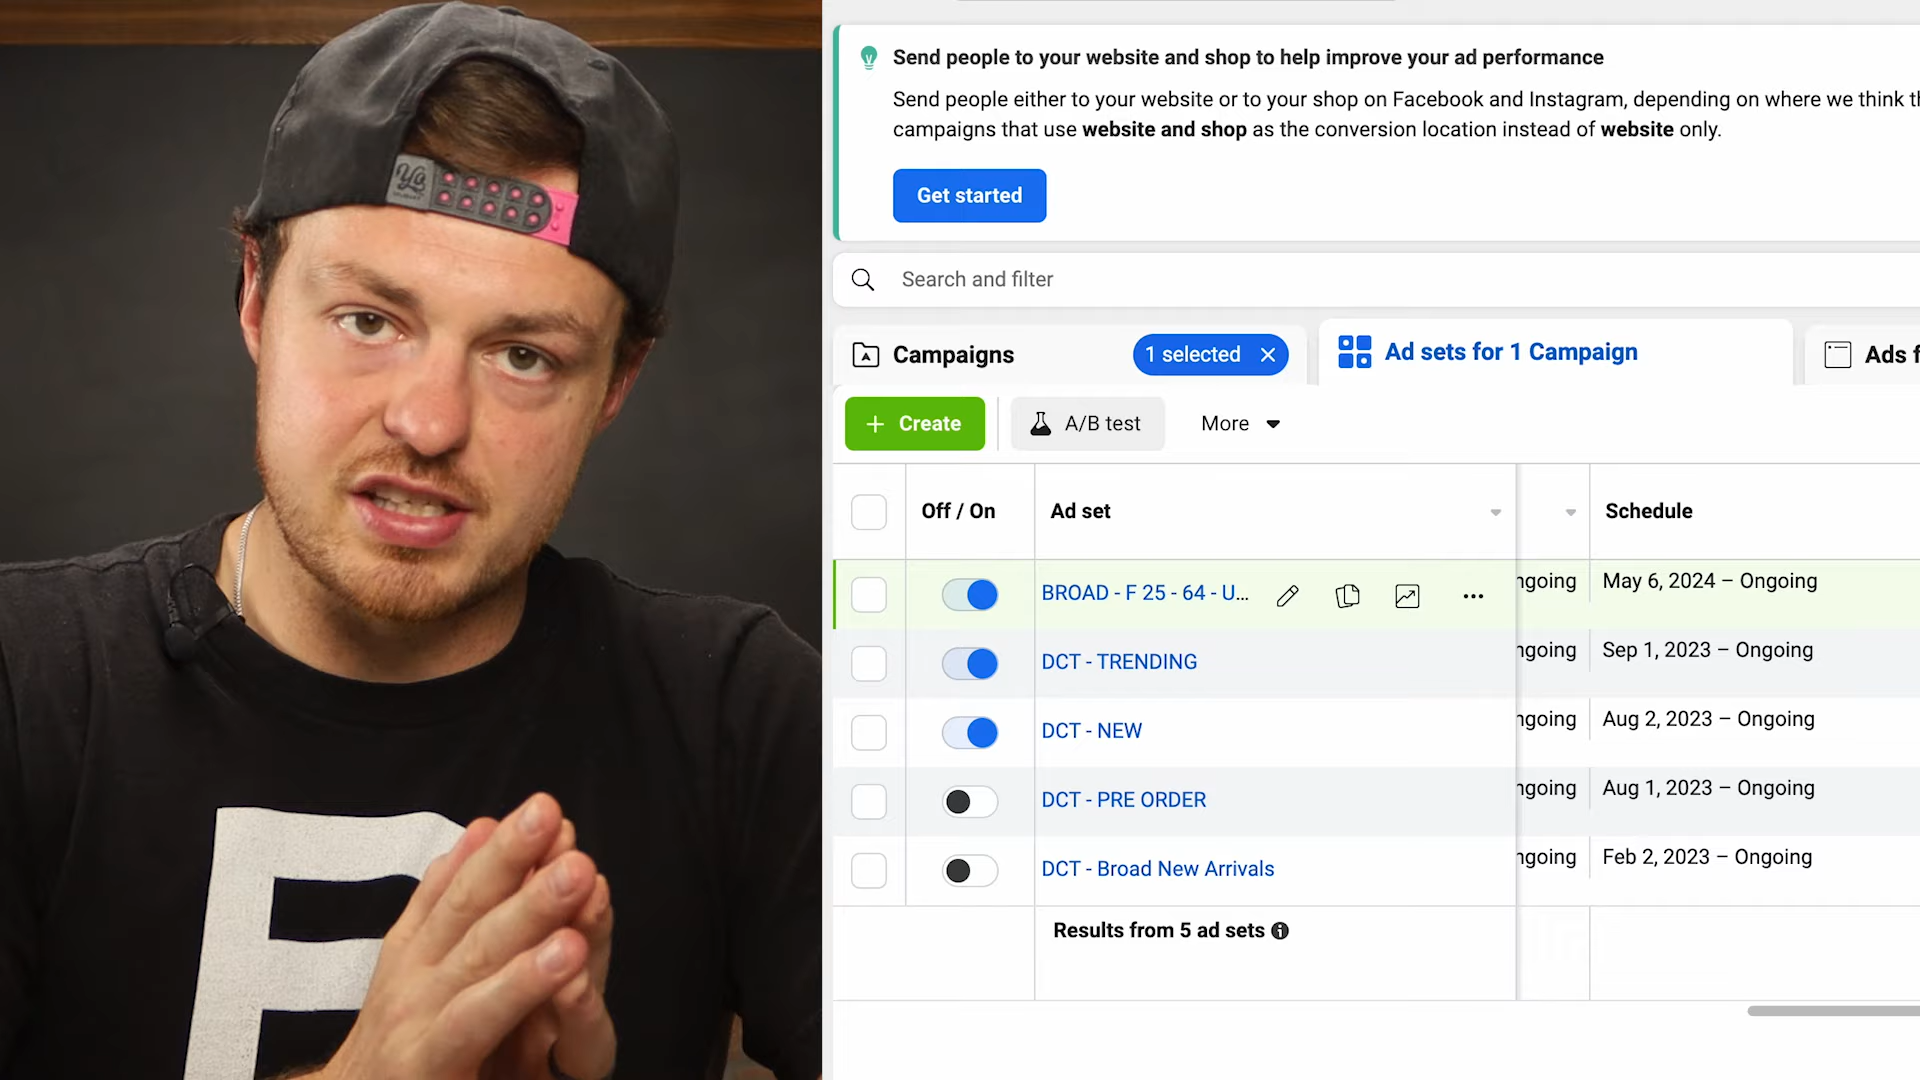 Send people to your website and shop to help improve your ad performance
Send people either to your website or to your shop on Facebook and Instagram, depending on where we think
campaigns that use website and shop as the conversion location instead of website only.
Get started
Search and filter
Campaigns
1 selected
Ad sets for 1 Campaign
Ads
+ Create
A/B test
More
Off / On
Ad set
Schedule
BROAD - F 25 - 64 - U...
ngoing
May 6, 2024 – Ongoing
DCT - TRENDING
ngoing
Sep 1, 2023 – Ongoing
DCT - NEW
ngoing
Aug 2, 2023 – Ongoing
DCT - PRE ORDER
ngoing
Aug 1, 2023 – Ongoing
DCT - Broad New Arrivals
ngoing
Feb 2, 2023 – Ongoing
Results from 5 ad sets